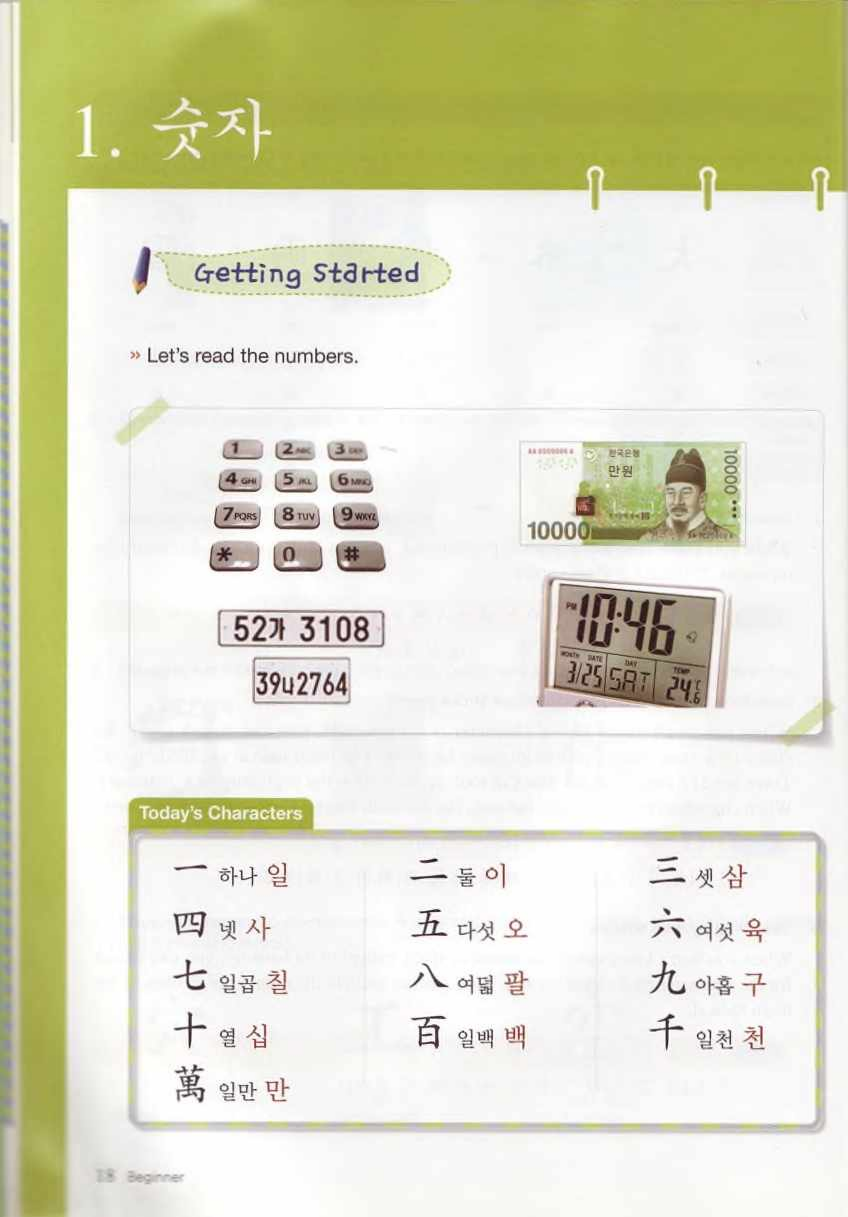 1. 숫자
Getting Started
» Let's read the numbers.
1 2 ABC 3 DEF
4 GHI 5 JKL 6 MNO
7 PQRS 8 TUV 9 WXYZ
* 0 #
52가 3108
39너2764
한국은행
만원
10000
10000
PM 10:46
MONTH DATE DAY TEMP
3/25 SAT 24.6 °C
Today's Characters
一 하나 일 二 둘 이 三 셋 삼
四 넷 사 五 다섯 오 六 여섯 육
七 일곱 칠 八 여덟 팔 九 아홉 구
十 열 십 百 일백 백 千 일천 천
萬 일만 만
18 Beginner